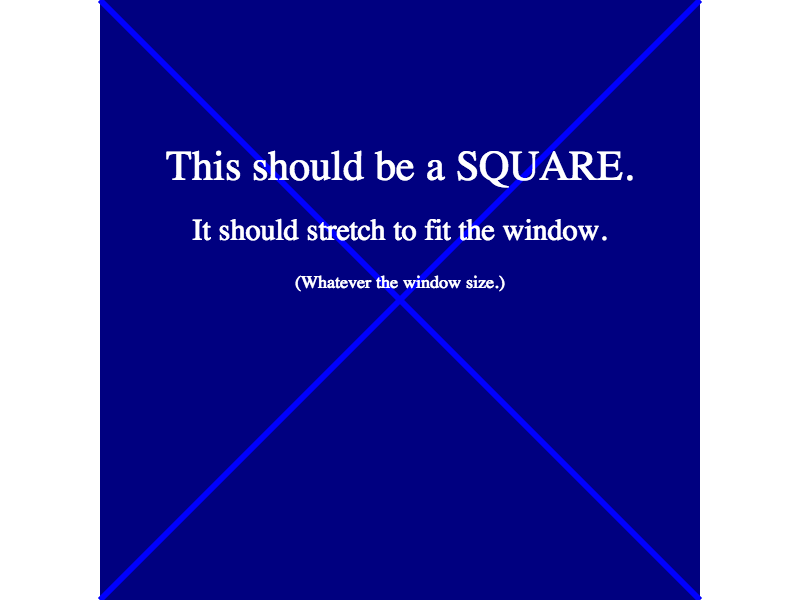 This should be a SQUARE.
It should stretch to fit the window.
(Whatever the window size.)